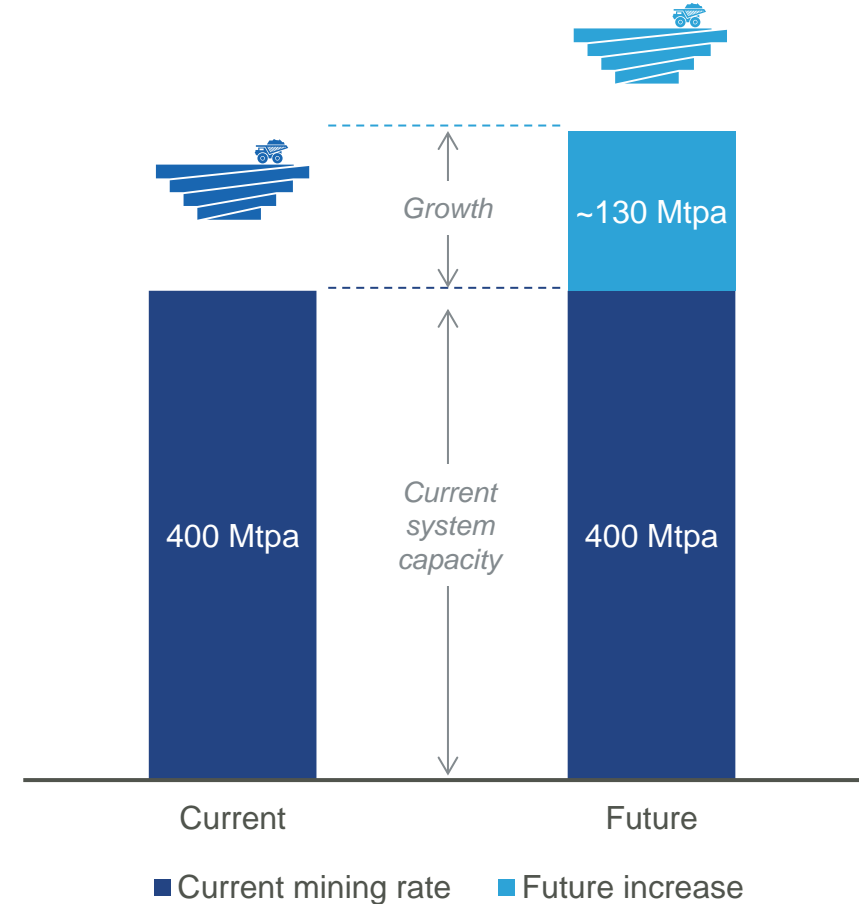 ~130 Mtpa
Growth
400 Mtpa
Current
system
capacity
400 Mtpa
Current
Future
Current mining rate
Future increase